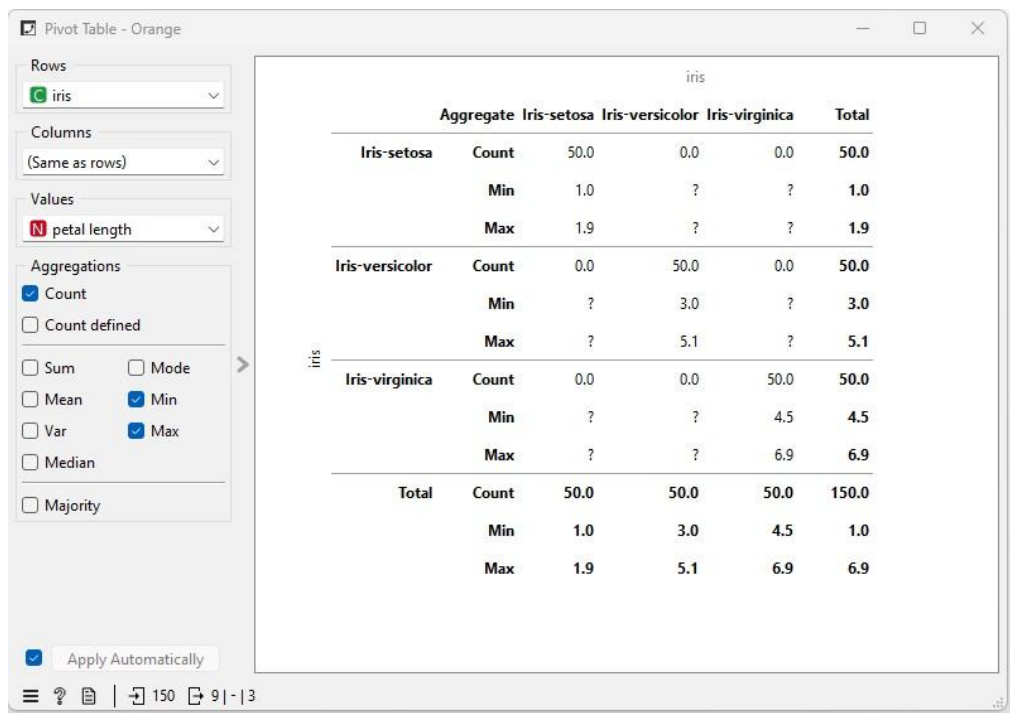 Pivot Table - Orange
Rows
C iris
Columns
(Same as rows)
Values
N petal length
Aggregations
Count
Count defined
Sum Mode
Mean Min
Var Max
Median
Majority
Apply Automatically
? 150 9 | - | 3
iris
Aggregate Iris-setosa Iris-versicolor Iris-virginica Total
iris
Iris-setosa Count 50.0 0.0 0.0 50.0
Min 1.0 ? ? 1.0
Max 1.9 ? ? 1.9
Iris-versicolor Count 0.0 50.0 0.0 50.0
Min ? 3.0 ? 3.0
Max ? 5.1 ? 5.1
Iris-virginica Count 0.0 0.0 50.0 50.0
Min ? ? 4.5 4.5
Max ? ? 6.9 6.9
Total Count 50.0 50.0 50.0 150.0
Min 1.0 3.0 4.5 1.0
Max 1.9 5.1 6.9 6.9